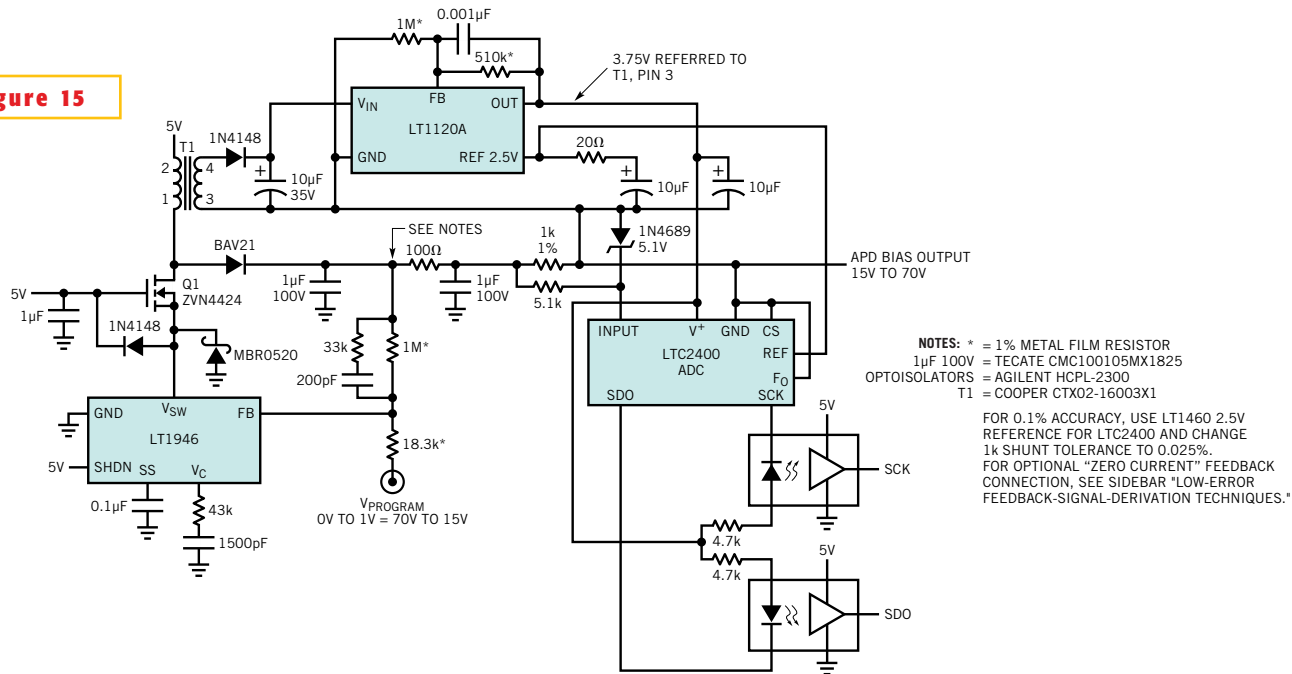 gure 15
0.001µF
1M*
510k*
3.75V REFERRED TO
T1, PIN 3
FB
VIN
OUT
LT1120A
GND
REF 2.5V
5V
T1
1N4148
2
4
1
3
+
10µF
35V
20Ω
+
10µF
+
10µF
SEE NOTES
1N4689
5.1V
BAV21
100Ω
1k
1%
5.1k
APD BIAS OUTPUT
15V TO 70V
1µF
100V
1µF
100V
5V
Q1
ZVN4424
1µF
1N4148
MBR0520
33k
1M*
200pF
INPUT
V+
GND
CS
LTC2400
ADC
REF
FO
SDO
SCK
NOTES: * = 1% METAL FILM RESISTOR
1µF 100V = TECATE CMC100105MX1825
OPTOISOLATORS = AGILENT HCPL-2300
T1 = COOPER CTX02-16003X1
FOR 0.1% ACCURACY, USE LT1460 2.5V
REFERENCE FOR LTC2400 AND CHANGE
1k SHUNT TOLERANCE TO 0.025%.
FOR OPTIONAL “ZERO CURRENT” FEEDBACK
CONNECTION, SEE SIDEBAR "LOW-ERROR
FEEDBACK-SIGNAL-DERIVATION TECHNIQUES."
GND
VSW
FB
LT1946
5V
SHDN
SS
VC
18.3k*
0.1µF
43k
1500pF
VPROGRAM
0V TO 1V = 70V TO 15V
5V
SCK
4.7k
4.7k
5V
SDO